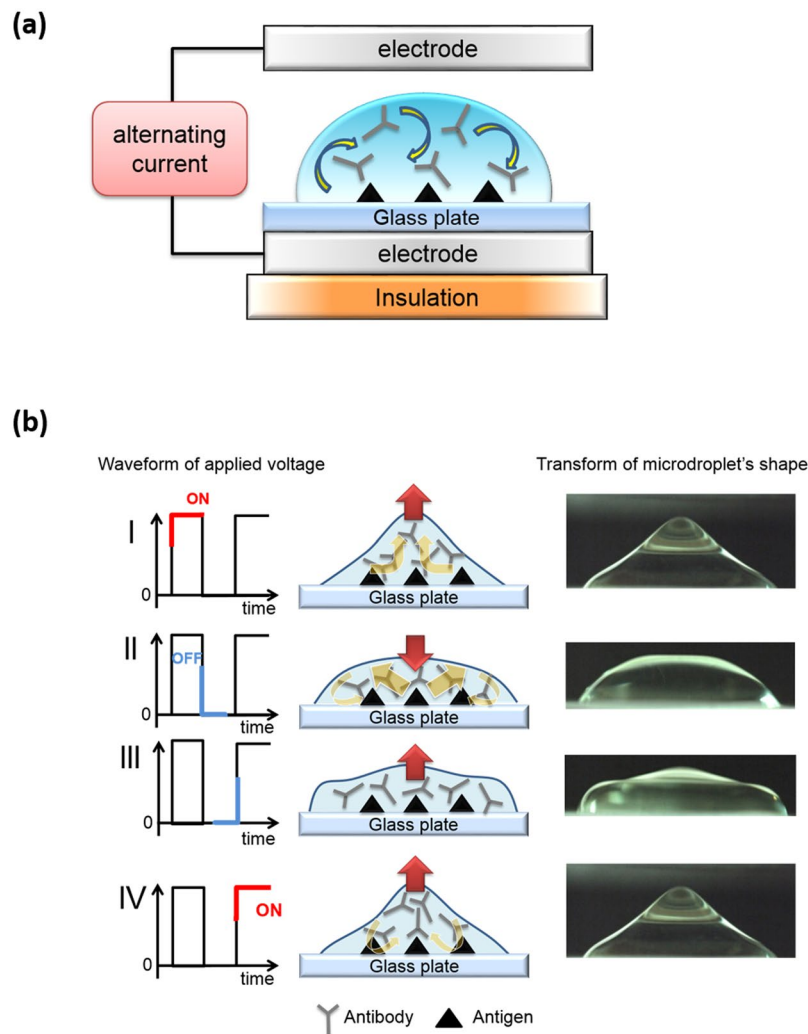 (a)
electrode
alternating
current
Glass plate
electrode
Insulation
(b)
Waveform of applied voltage
Transform of microdroplet's shape
I
ON
0
time
Glass plate
II
OFF
0
time
Glass plate
III
0
time
Glass plate
IV
ON
0
time
Glass plate
Antibody
Antigen